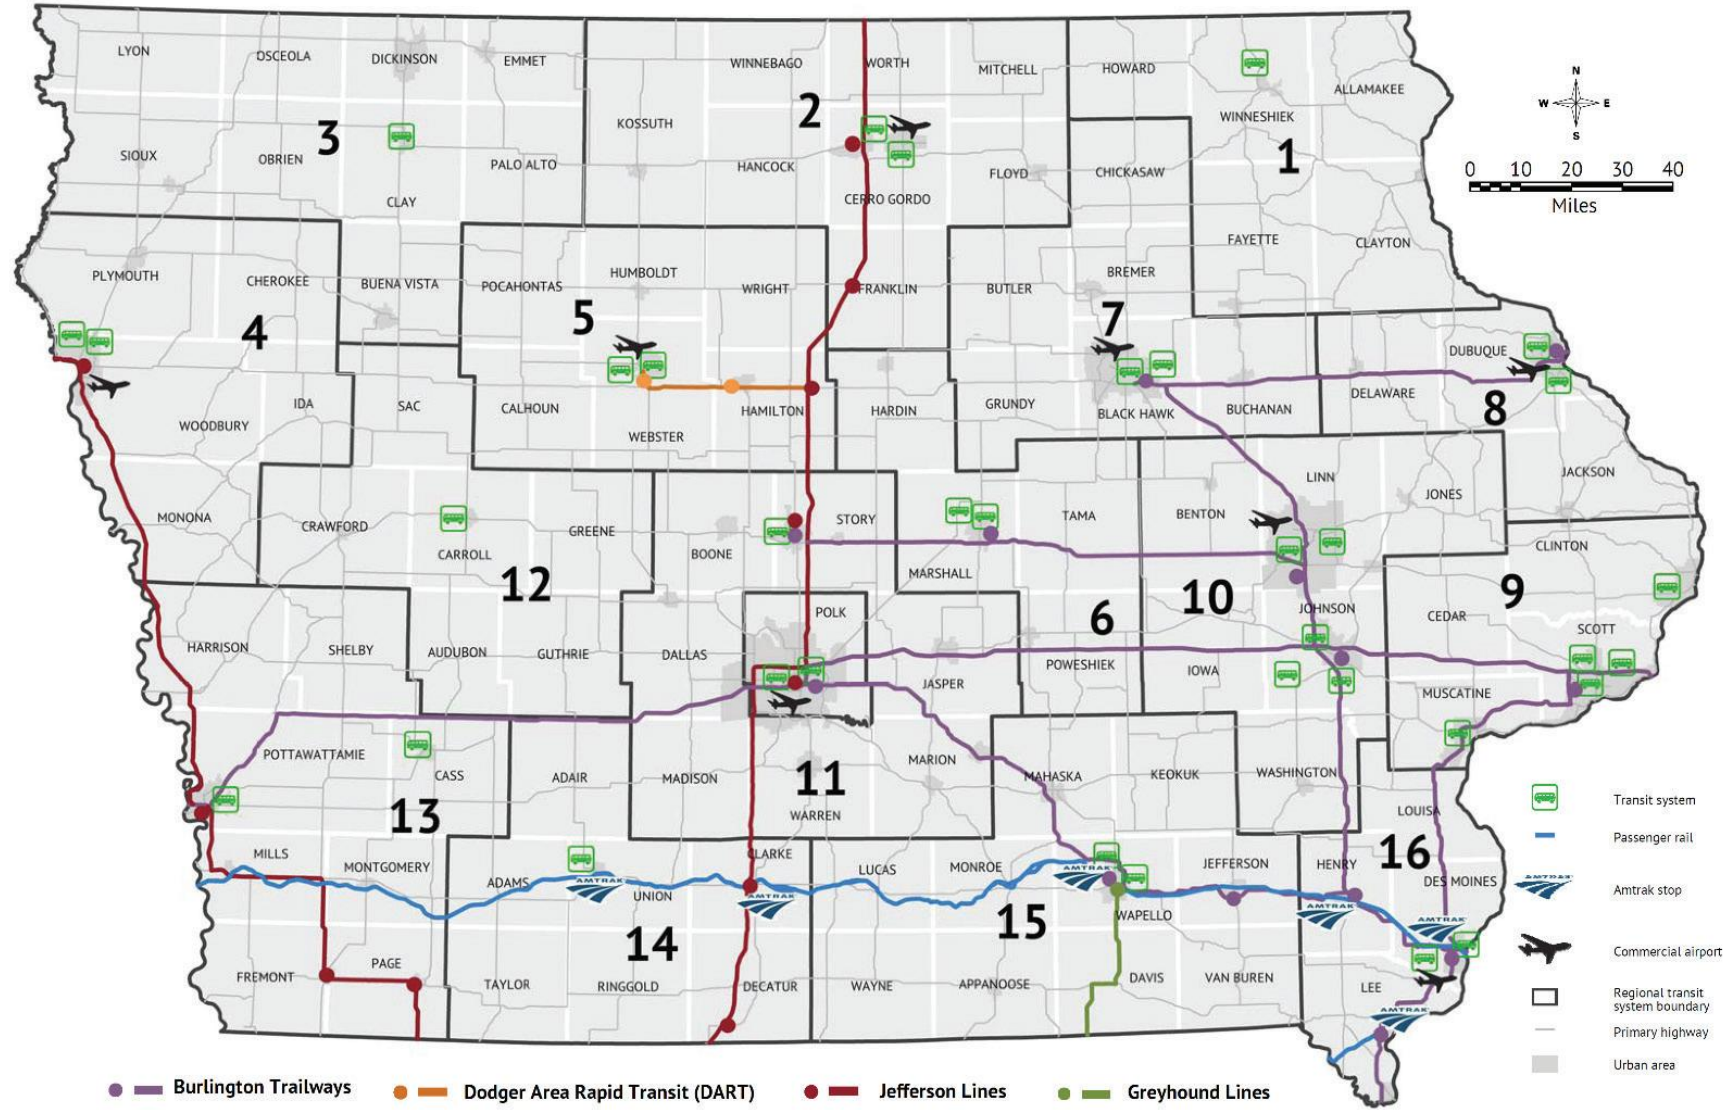 LYON
OSCEOLA
DICKINSON
EMMET
WINNEBAGO
WORTH
MITCHELL
HOWARD
ALLAMAKEE
N
W
E
S
2
KOSSUTH
WINNESHIEK
3
SIOUX
OBRIEN
PALO ALTO
HANCOCK
FLOYD
CHICKASAW
1
0 10 20 30 40
Miles
CLAY
CERRO GORDO
FAYETTE
CLAYTON
PLYMOUTH
CHEROKEE
BUENA VISTA
POCAHONTAS
HUMBOLDT
WRIGHT
FRANKLIN
BUTLER
BREMER
4
5
7
DUBUQUE
WOODBURY
IDA
SAC
CALHOUN
HAMILTON
HARDIN
GRUNDY
BLACK HAWK
BUCHANAN
DELAWARE
8
WEBSTER
JACKSON
MONONA
CRAWFORD
CARROLL
GREENE
BOONE
STORY
MARSHALL
TAMA
BENTON
LINN
JONES
CLINTON
12
6
10
9
JOHNSON
CEDAR
SCOTT
HARRISON
SHELBY
AUDUBON
GUTHRIE
DALLAS
POLK
JASPER
POWESHIEK
IOWA
MUSCATINE
POTTAWATTAMIE
CASS
ADAIR
MADISON
11
WARREN
MARION
MAHASKA
KEOKUK
WASHINGTON
LOUISA
13
16
MILLS
MONTGOMERY
ADAMS
UNION
CLARKE
LUCAS
MONROE
WAPELLO
JEFFERSON
HENRY
DES MOINES
AMTRAK
AMTRAK
AMTRAK
AMTRAK
AMTRAK
14
15
FREMONT
PAGE
TAYLOR
RINGGOLD
DECATUR
WAYNE
APPANOOSE
DAVIS
VAN BUREN
LEE
AMTRAK
Transit system
Passenger rail
AMTRAK
Amtrak stop
Commercial airport
Regional transit
system boundary
Primary highway
Urban area
Burlington Trailways
Dodger Area Rapid Transit (DART)
Jefferson Lines
Greyhound Lines